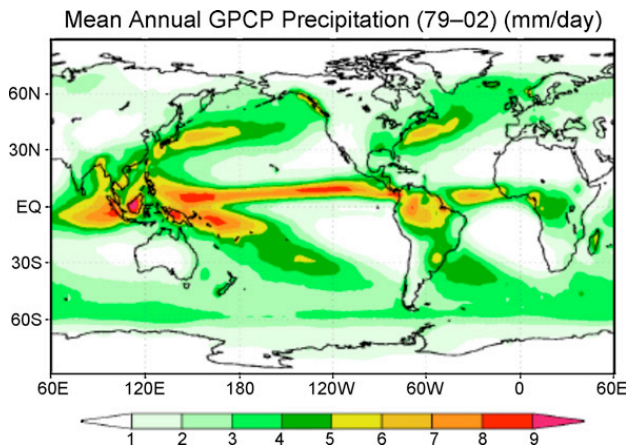 Mean Annual GPCP Precipitation (79–02) (mm/day)
60N
30N
EQ
30S
60S
60E 120E 180 120W 60W 0 60E
1 2 3 4 5 6 7 8 9